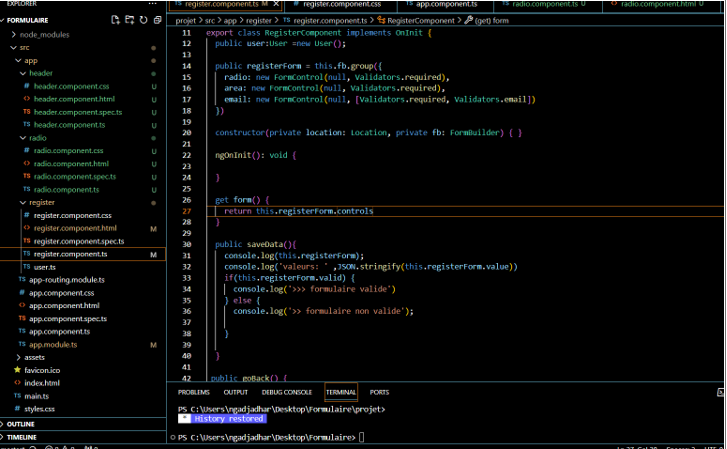 EXPLORER
FORMULAIRE
node_modules
src
app
header
header.component.css U
header.component.html U
header.component.spec.ts U
header.component.ts U
radio
radio.component.css U
radio.component.html U
radio.component.spec.ts U
radio.component.ts U
register
register.component.css
register.component.html M
register.component.spec.ts
register.component.ts M
user.ts
app-routing.module.ts
app.component.css
app.component.html
app.component.spec.ts
app.component.ts
app.module.ts M
assets
favicon.ico
index.html
main.ts
styles.css
OUTLINE
TIMELINE
TS register.component.ts M
register.component.css
TS app.component.ts
TS radio.component.ts U
radio.component.html U
projet > src > app > register > TS register.component.ts > RegisterComponent > (get) form
11 export class RegisterComponent implements OnInit {
12 public user:User =new User();
13
14 public registerForm = this.fb.group({
15 radio: new FormControl(null, Validators.required),
16 area: new FormControl(null, Validators.required),
17 email: new FormControl(null, [Validators.required, Validators.email])
18 })
19
20 constructor(private location: Location, private fb: FormBuilder) { }
21
22 ngOnInit(): void {
23
24 }
25
26 get form() {
27 return this.registerForm.controls
28 }
29
30 public saveData(){
31 console.log(this.registerForm);
32 console.log('valeurs: ' ,JSON.stringify(this.registerForm.value))
33 if(this.registerForm.valid) {
34 console.log('>>> formulaire valide')
35 } else {
36 console.log('>> formulaire non valide');
37
38 }
39
40 }
41
42 public goBack() {
PROBLEMS OUTPUT DEBUG CONSOLE TERMINAL PORTS
PS C:\Users\ngadjadhar\Desktop\Formulaire\projet>
* History restored
PS C:\Users\ngadjadhar\Desktop\Formulaire>